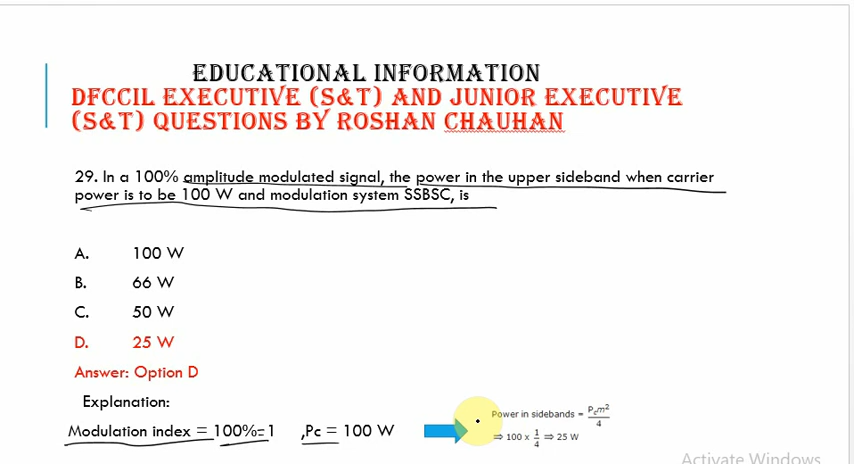 EDUCATIONAL INFORMATION
DFCCIL EXECUTIVE (S&T) AND JUNIOR EXECUTIVE
(S&T) QUESTIONS BY ROSHAN CHAUHAN
29. In a 100% amplitude modulated signal, the power in the upper sideband when carrier
power is to be 100 W and modulation system SSBSC, is
A. 100 W
B. 66 W
C. 50 W
D. 25 W
Answer: Option D
Explanation:
Modulation index = 100%=1 ,Pc = 100 W
Power in sidebands = Pcm²/4
⇒ 100 x 1/4 ⇒ 25 W
Activate Windows